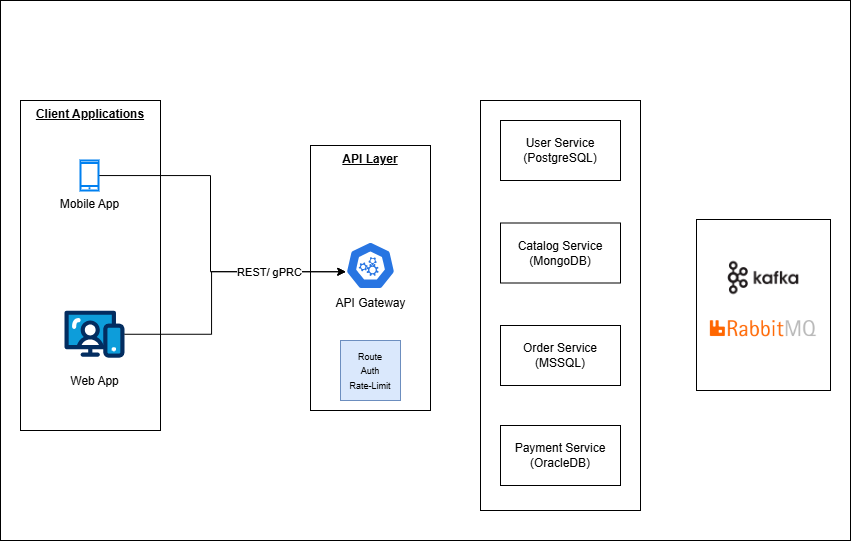 Client Applications
Mobile App
Web App
REST/ gPRC
API Layer
API Gateway
Route
Auth
Rate-Limit
User Service
(PostgreSQL)
Catalog Service
(MongoDB)
Order Service
(MSSQL)
Payment Service
(OracleDB)
kafka
RabbitMQ